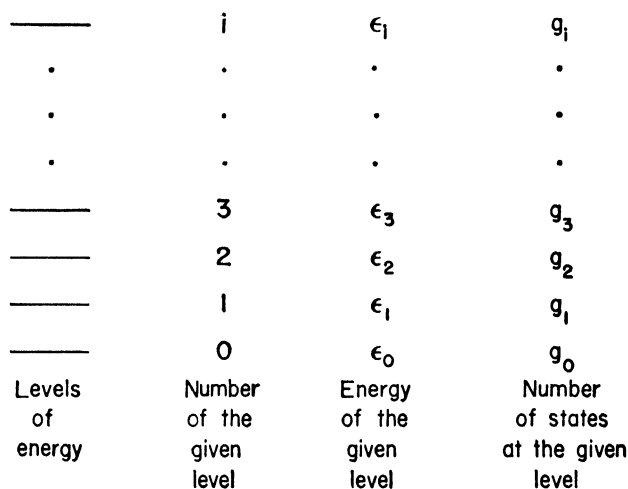 i ϵᵢ gᵢ
3 ϵ₃ g₃
2 ϵ₂ g₂
1 ϵ₁ g₁
0 ϵ₀ g₀
Levels of energy
Number of the given level
Energy of the given level
Number of states at the given level